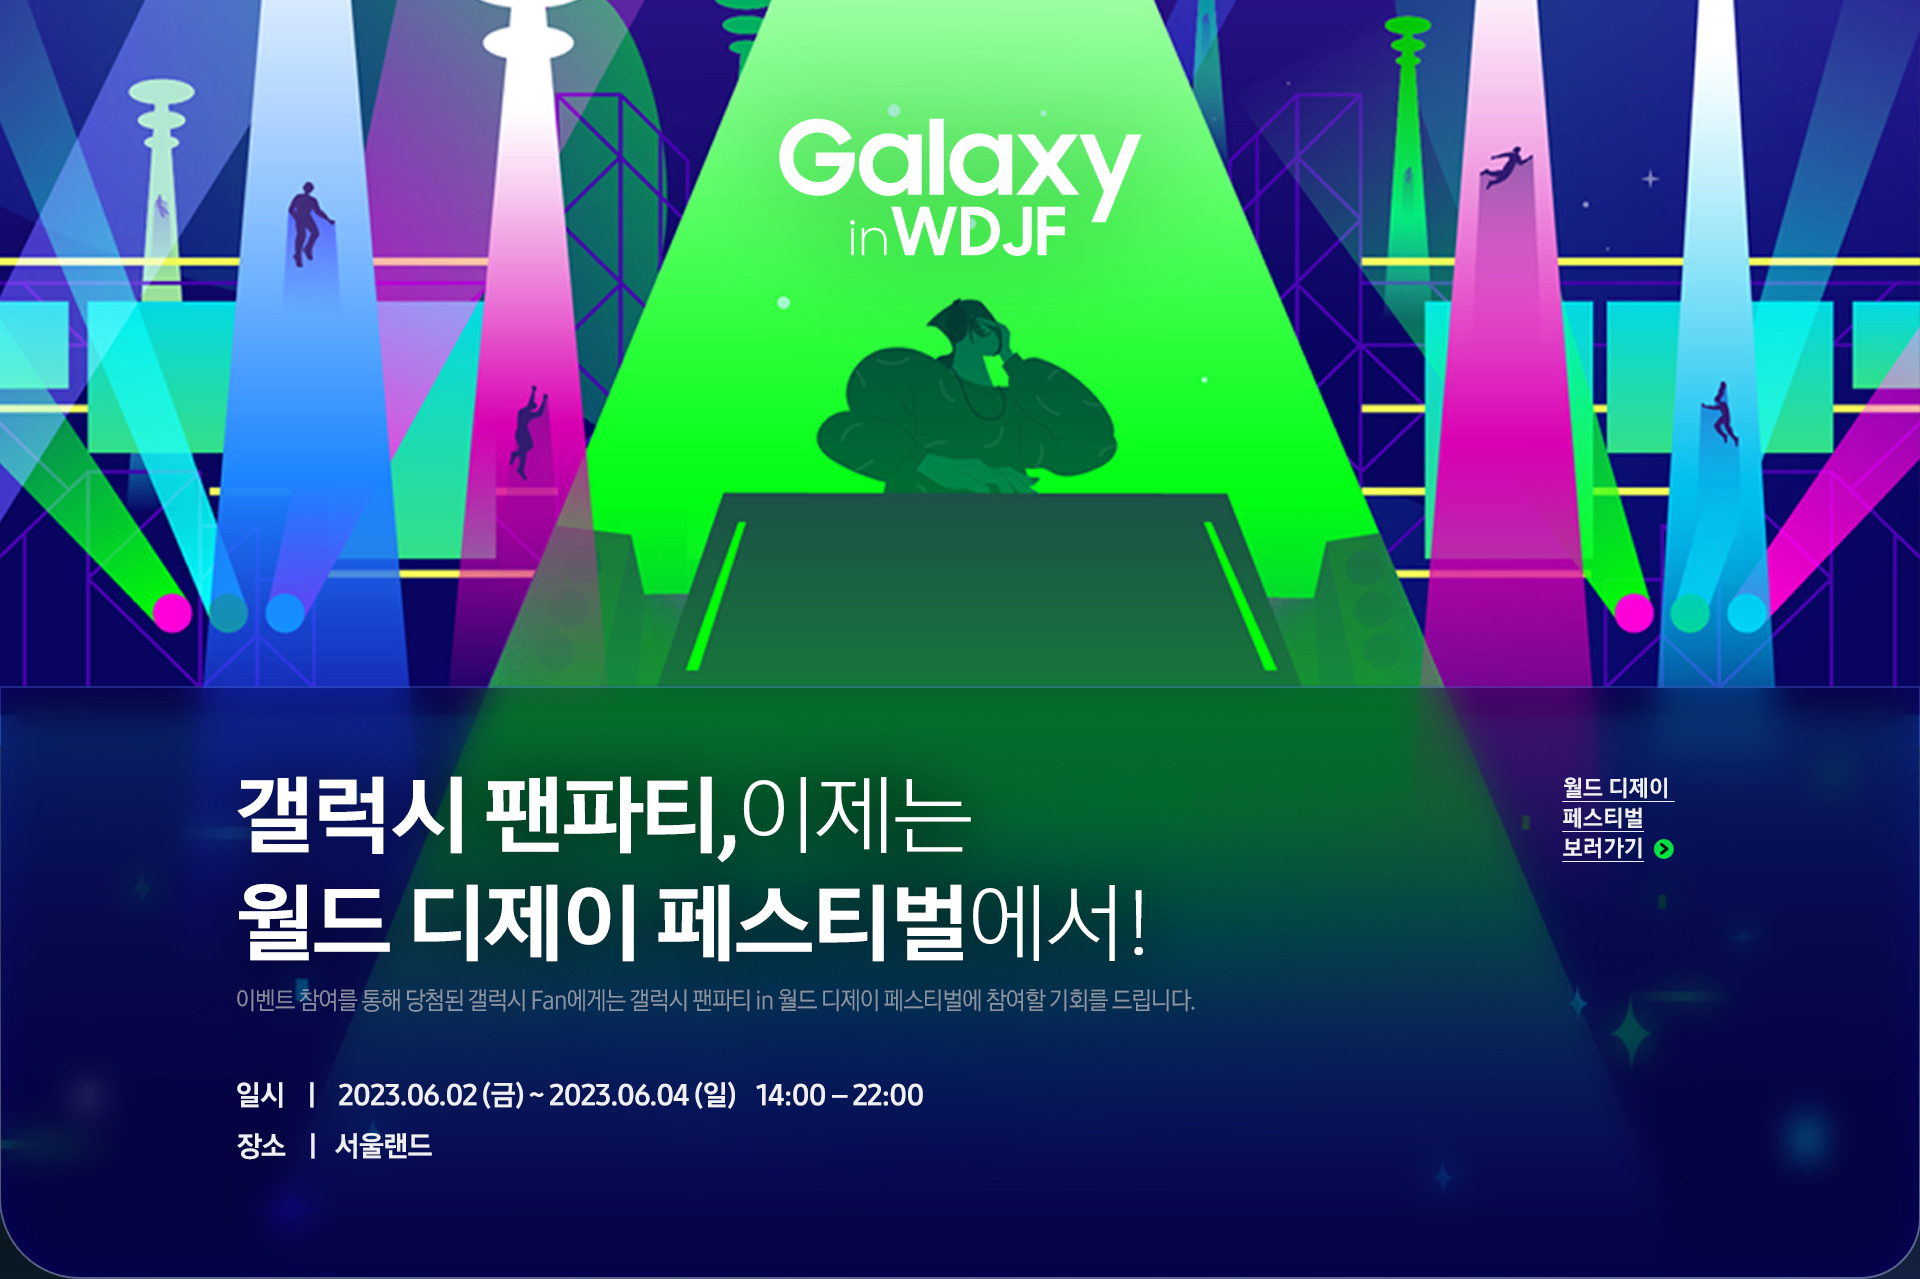 Galaxy
in WDJF
갤럭시 팬파티, 이제는
월드 디제이 페스티벌에서!
이벤트 참여를 통해 당첨된 갤럭시 Fan에게는 갤럭시 팬파티 in 월드 디제이 페스티벌에 참여할 기회를 드립니다.
일시 | 2023.06.02 (금) ~ 2023.06.04 (일) 14:00 – 22:00
장소 | 서울랜드
월드 디제이
페스티벌
보러가기